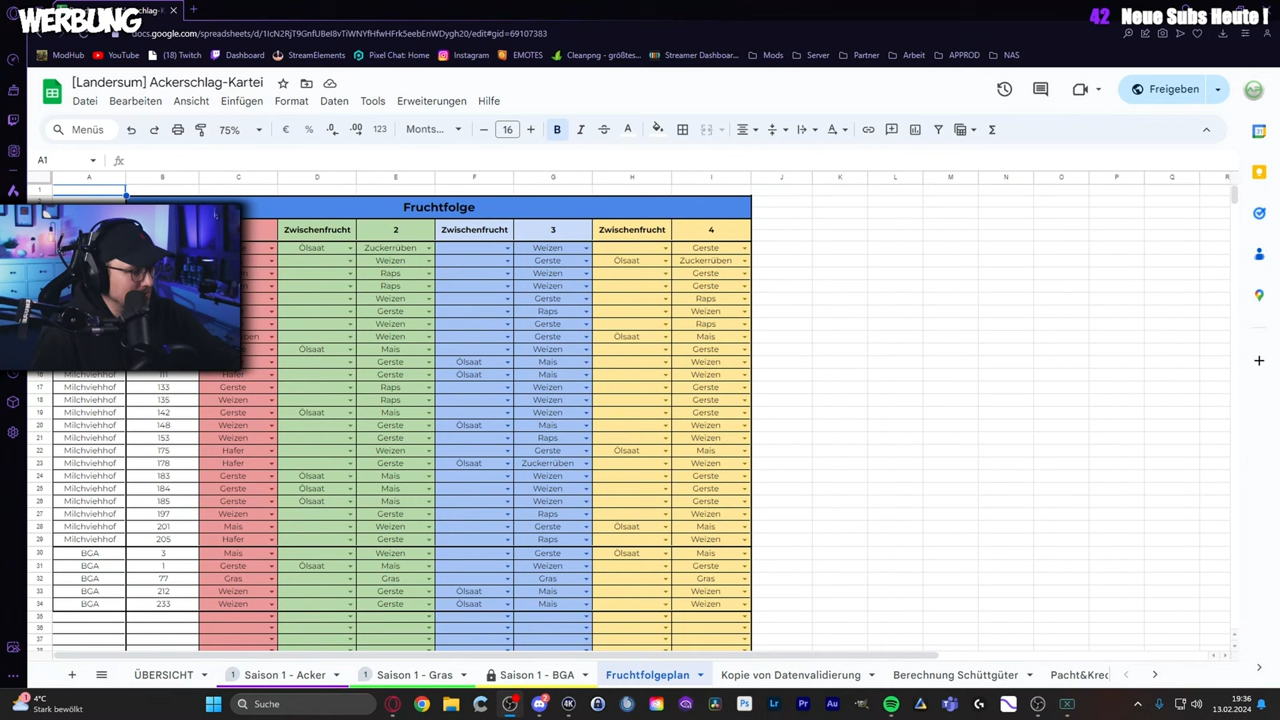 WERBUNG
42 Neue Subs Heute !
docs.google.com/spreadsheets/d/
edit#gid=69107383
ModHub YouTube (18) Twitch Dashboard StreamElements Pixel Chat: Home Instagram EMOTES Cleanpng - größtes... Streamer Dashboar... Mods Server Partner Arbeit APPROD NAS
[Landersum] Ackerschlag-Kartei
Datei Bearbeiten Ansicht Einfügen Format Daten Tools Erweiterungen Hilfe
Freigeben
Menüs 75% € % .0 .00 123 Monts... 16 B I A Σ
A1 fx
A B C D E F G H I J K L M N O P Q R
1
Fruchtfolge
Zwischenfrucht 2 Zwischenfrucht 3 Zwischenfrucht 4
Ölsaat Zuckerrüben Weizen Gerste
Weizen Gerste Ölsaat Zuckerrüben
Raps Weizen Gerste
Raps Weizen Gerste
Weizen Gerste Raps
Gerste Raps Weizen
Weizen Gerste Raps
Gerste Ölsaat Mais
Ölsaat Mais Weizen Gerste
Gerste Ölsaat Mais Weizen
16 Milchviehhof 111 Hafer Gerste Ölsaat Mais Weizen
17 Milchviehhof 133 Gerste Raps Weizen Gerste
18 Milchviehhof 135 Weizen Raps Weizen Gerste
19 Milchviehhof 142 Gerste Ölsaat Mais Weizen Gerste
20 Milchviehhof 148 Weizen Gerste Ölsaat Mais Weizen
21 Milchviehhof 153 Weizen Gerste Raps Weizen
22 Milchviehhof 175 Hafer Weizen Gerste Ölsaat Mais
23 Milchviehhof 178 Hafer Gerste Ölsaat Zuckerrüben Weizen
24 Milchviehhof 183 Gerste Ölsaat Mais Weizen Gerste
25 Milchviehhof 184 Gerste Ölsaat Mais Weizen Gerste
26 Milchviehhof 185 Gerste Ölsaat Mais Weizen Gerste
27 Milchviehhof 197 Weizen Gerste Raps Weizen
28 Milchviehhof 201 Mais Weizen Gerste Ölsaat Mais
29 Milchviehhof 205 Hafer Gerste Raps Weizen
30 BGA 3 Mais Weizen Gerste Ölsaat Mais
31 BGA 1 Gerste Ölsaat Mais Weizen Gerste
32 BGA 77 Gras Gras Gras Gras
33 BGA 212 Weizen Gerste Ölsaat Mais Weizen
34 BGA 233 Weizen Gerste Ölsaat Mais Weizen
35
36
37
ÜBERSICHT 1 Saison 1 - Acker 1 Saison 1 - Gras Saison 1 - BGA Fruchtfolgeplan Kopie von Datenvalidierung Berechnung Schüttgüter Pacht&Krec
4°C
Stark bewölkt
Suche
19:36
13.02.2024